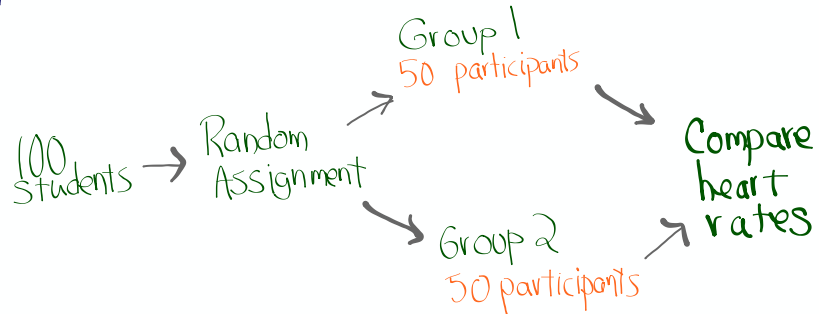 100
students
Random
Assignment
Group 1
50 participants
Group 2
50 participants
Compare
heart
rates